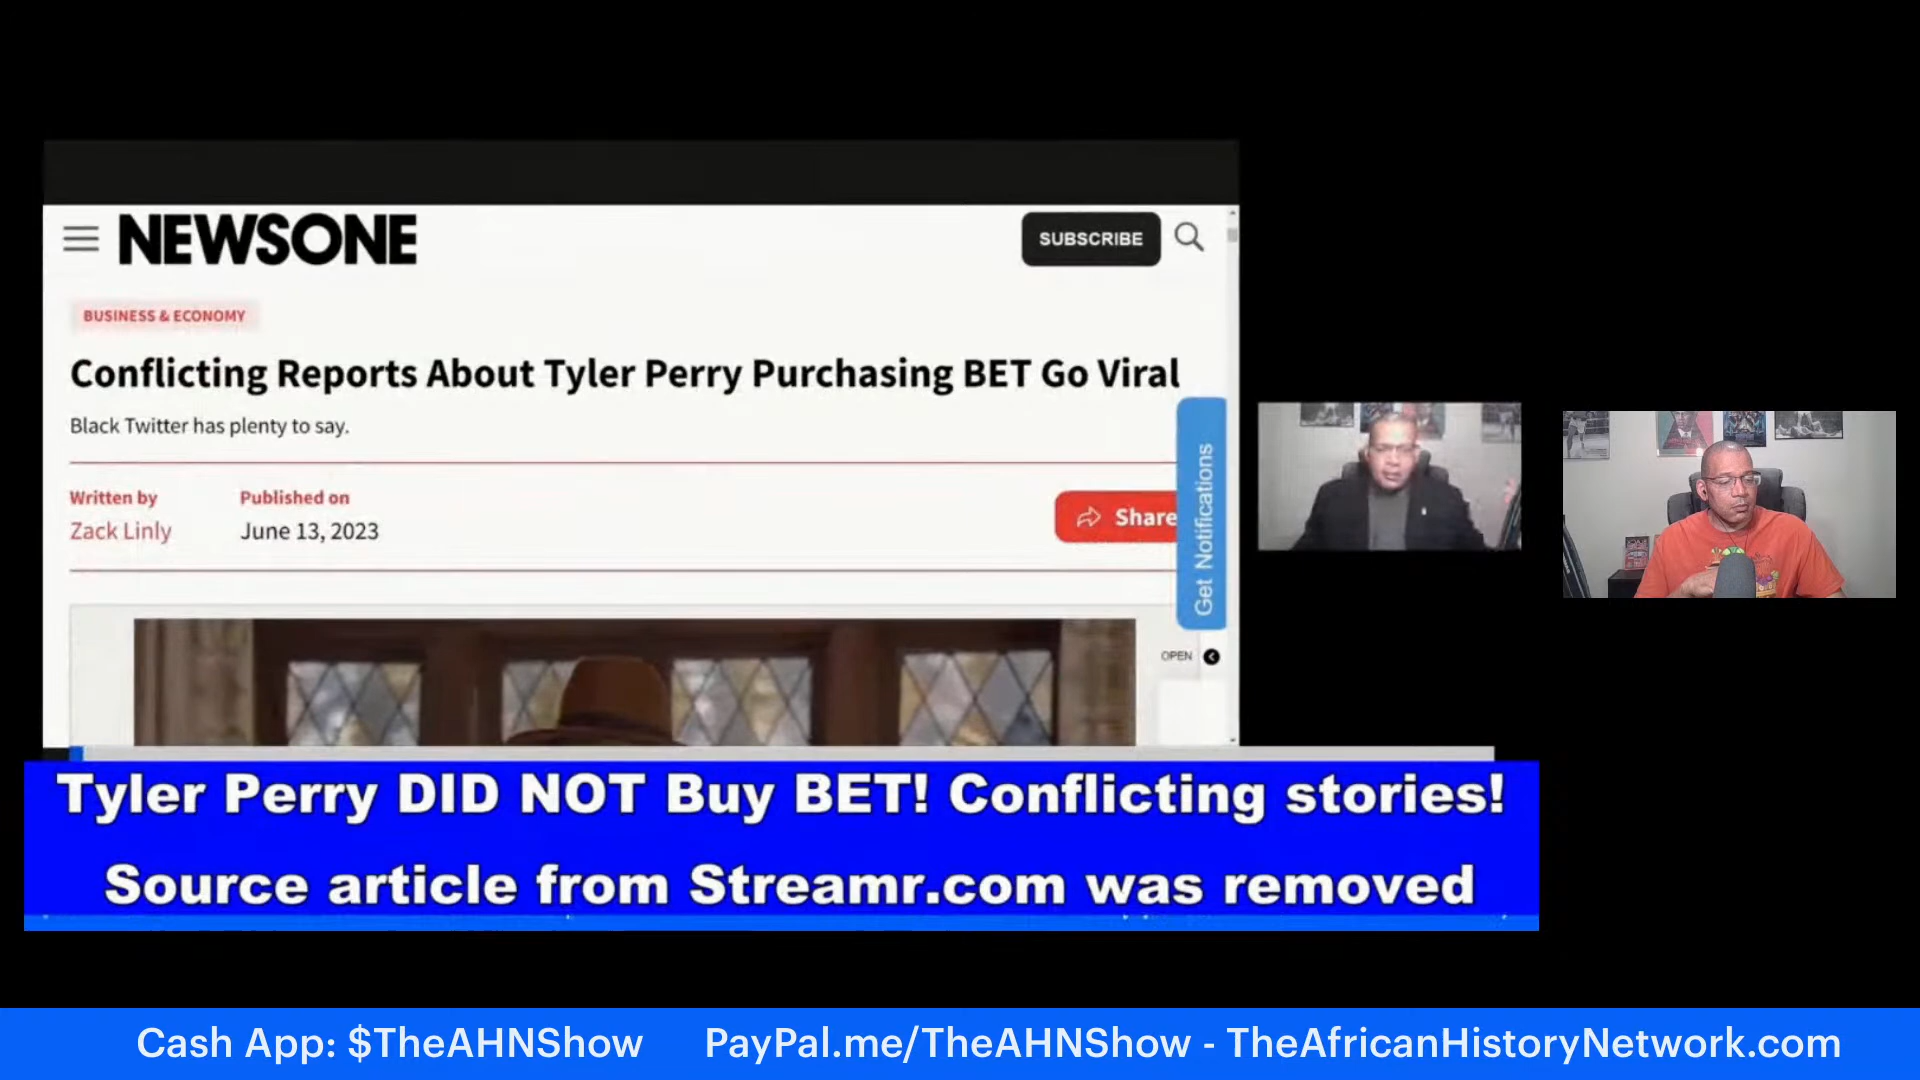 NEWSONE
SUBSCRIBE
BUSINESS & ECONOMY
Conflicting Reports About Tyler Perry Purchasing BET Go Viral
Black Twitter has plenty to say.
Written by
Published on
Zack Linly
June 13, 2023
Share
Get Notifications
OPEN
Tyler Perry DID NOT Buy BET! Conflicting stories!
Source article from Streamr.com was removed
Cash App: $TheAHNShow PayPal.me/TheAHNShow - TheAfricanHistoryNetwork.com